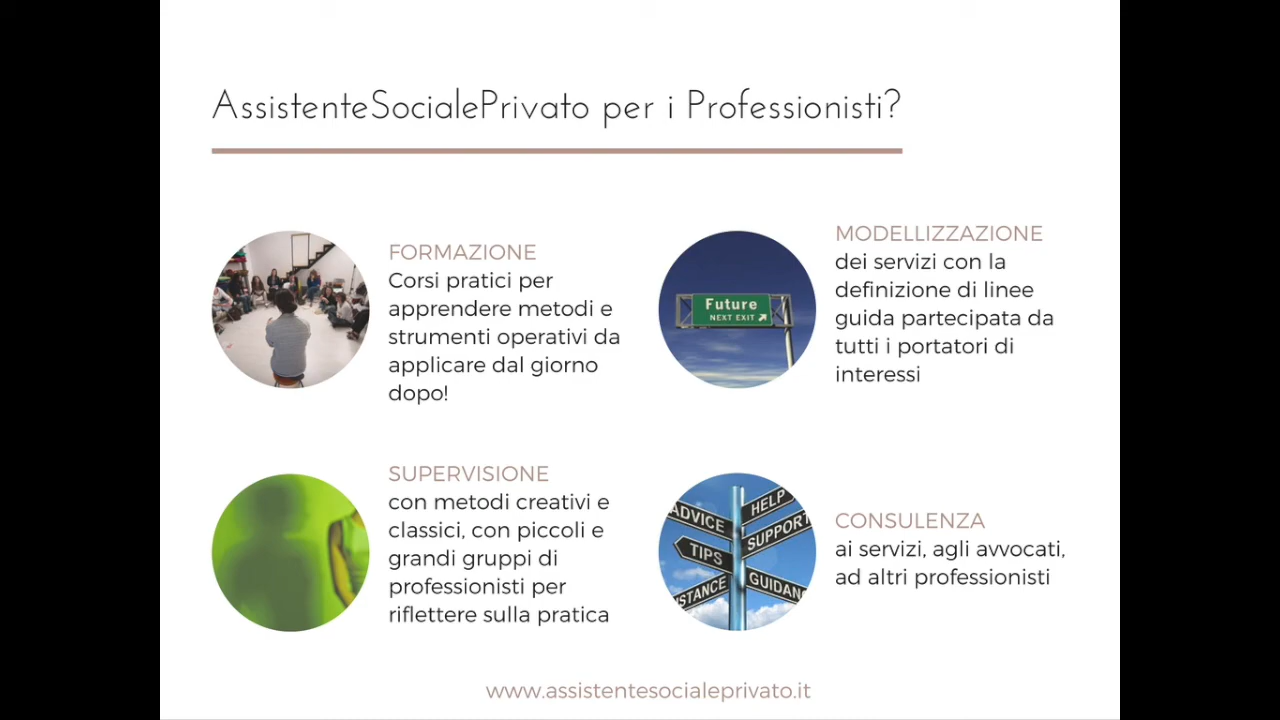 AssistenteSocialePrivato per i Professionisti?
FORMAZIONE
Corsi pratici per
apprendere metodi e
strumenti operativi da
applicare dal giorno
dopo!
MODELLIZZAZIONE
dei servizi con la
definizione di linee
guida partecipata da
tutti i portatori di
interessi
Future
NEXT EXIT
SUPERVISIONE
con metodi creativi e
classici, con piccoli e
grandi gruppi di
professionisti per
riflettere sulla pratica
CONSULENZA
ai servizi, agli avvocati,
ad altri professionisti
ADVICE
HELP
SUPPORT
TIPS
STANCE
GUIDAN
www.assistentesocialeprivato.it